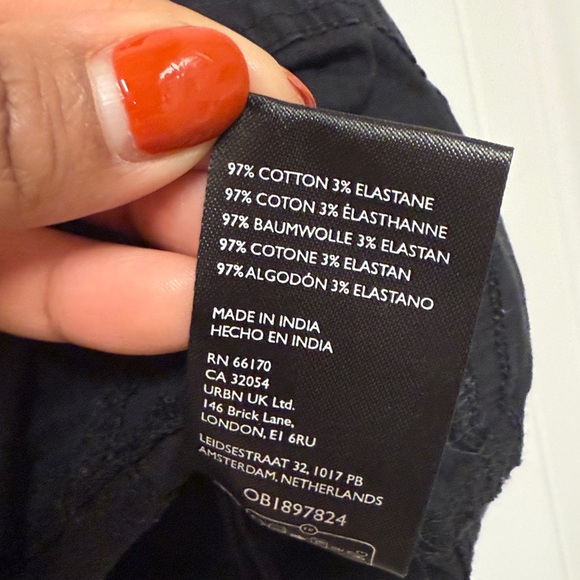 97% COTTON 3% ELASTANE
97% COTON 3% ÉLASTHANNE
97% BAUMWOLLE 3% ELASTAN
97% COTONE 3% ELASTAN
97% ALGODÓN 3% ELASTANO
MADE IN INDIA
HECHO EN INDIA
RN 66170
CA 32054
URBN UK Ltd.
146 Brick Lane,
LONDON, E1 6RU
LEIDSESTRAAT 32, 1017 PB
AMSTERDAM, NETHERLANDS
OB1897824